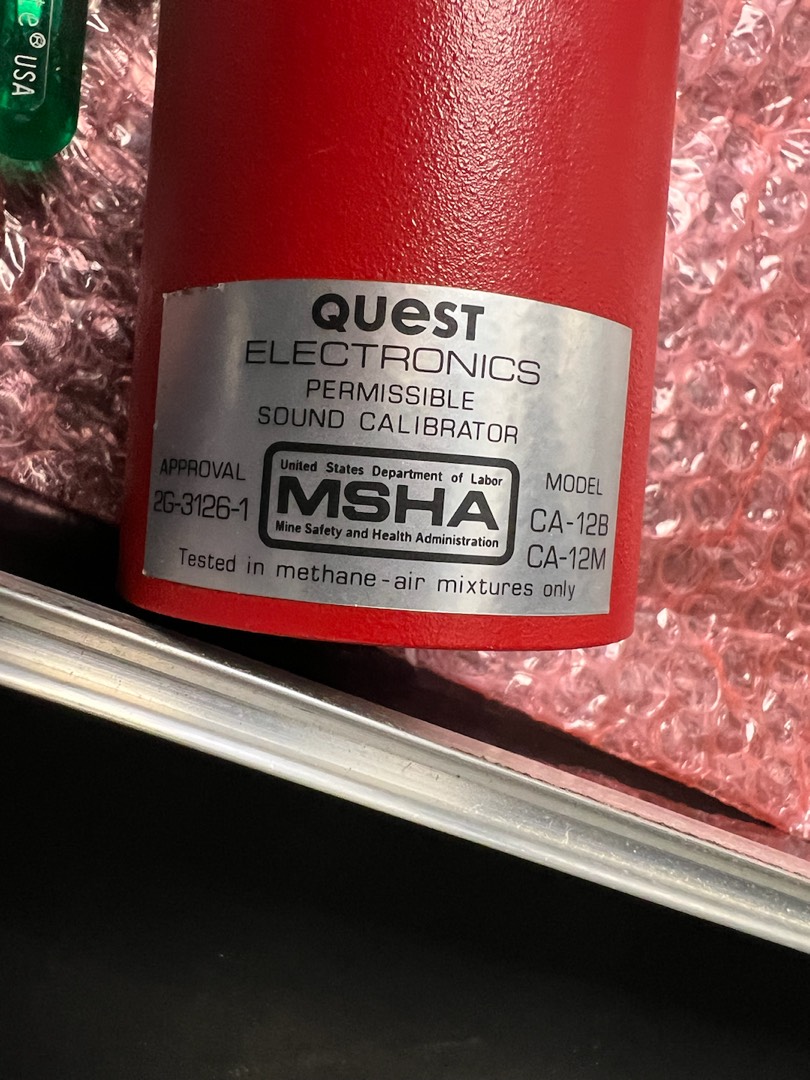 USA
QUEST
ELECTRONICS
PERMISSIBLE
SOUND CALIBRATOR
APPROVAL
2G-3126-1
United States Department of Labor
MSHA
Mine Safety and Health Administration
MODEL
CA-12B
CA-12M
Tested in methane-air mixtures only